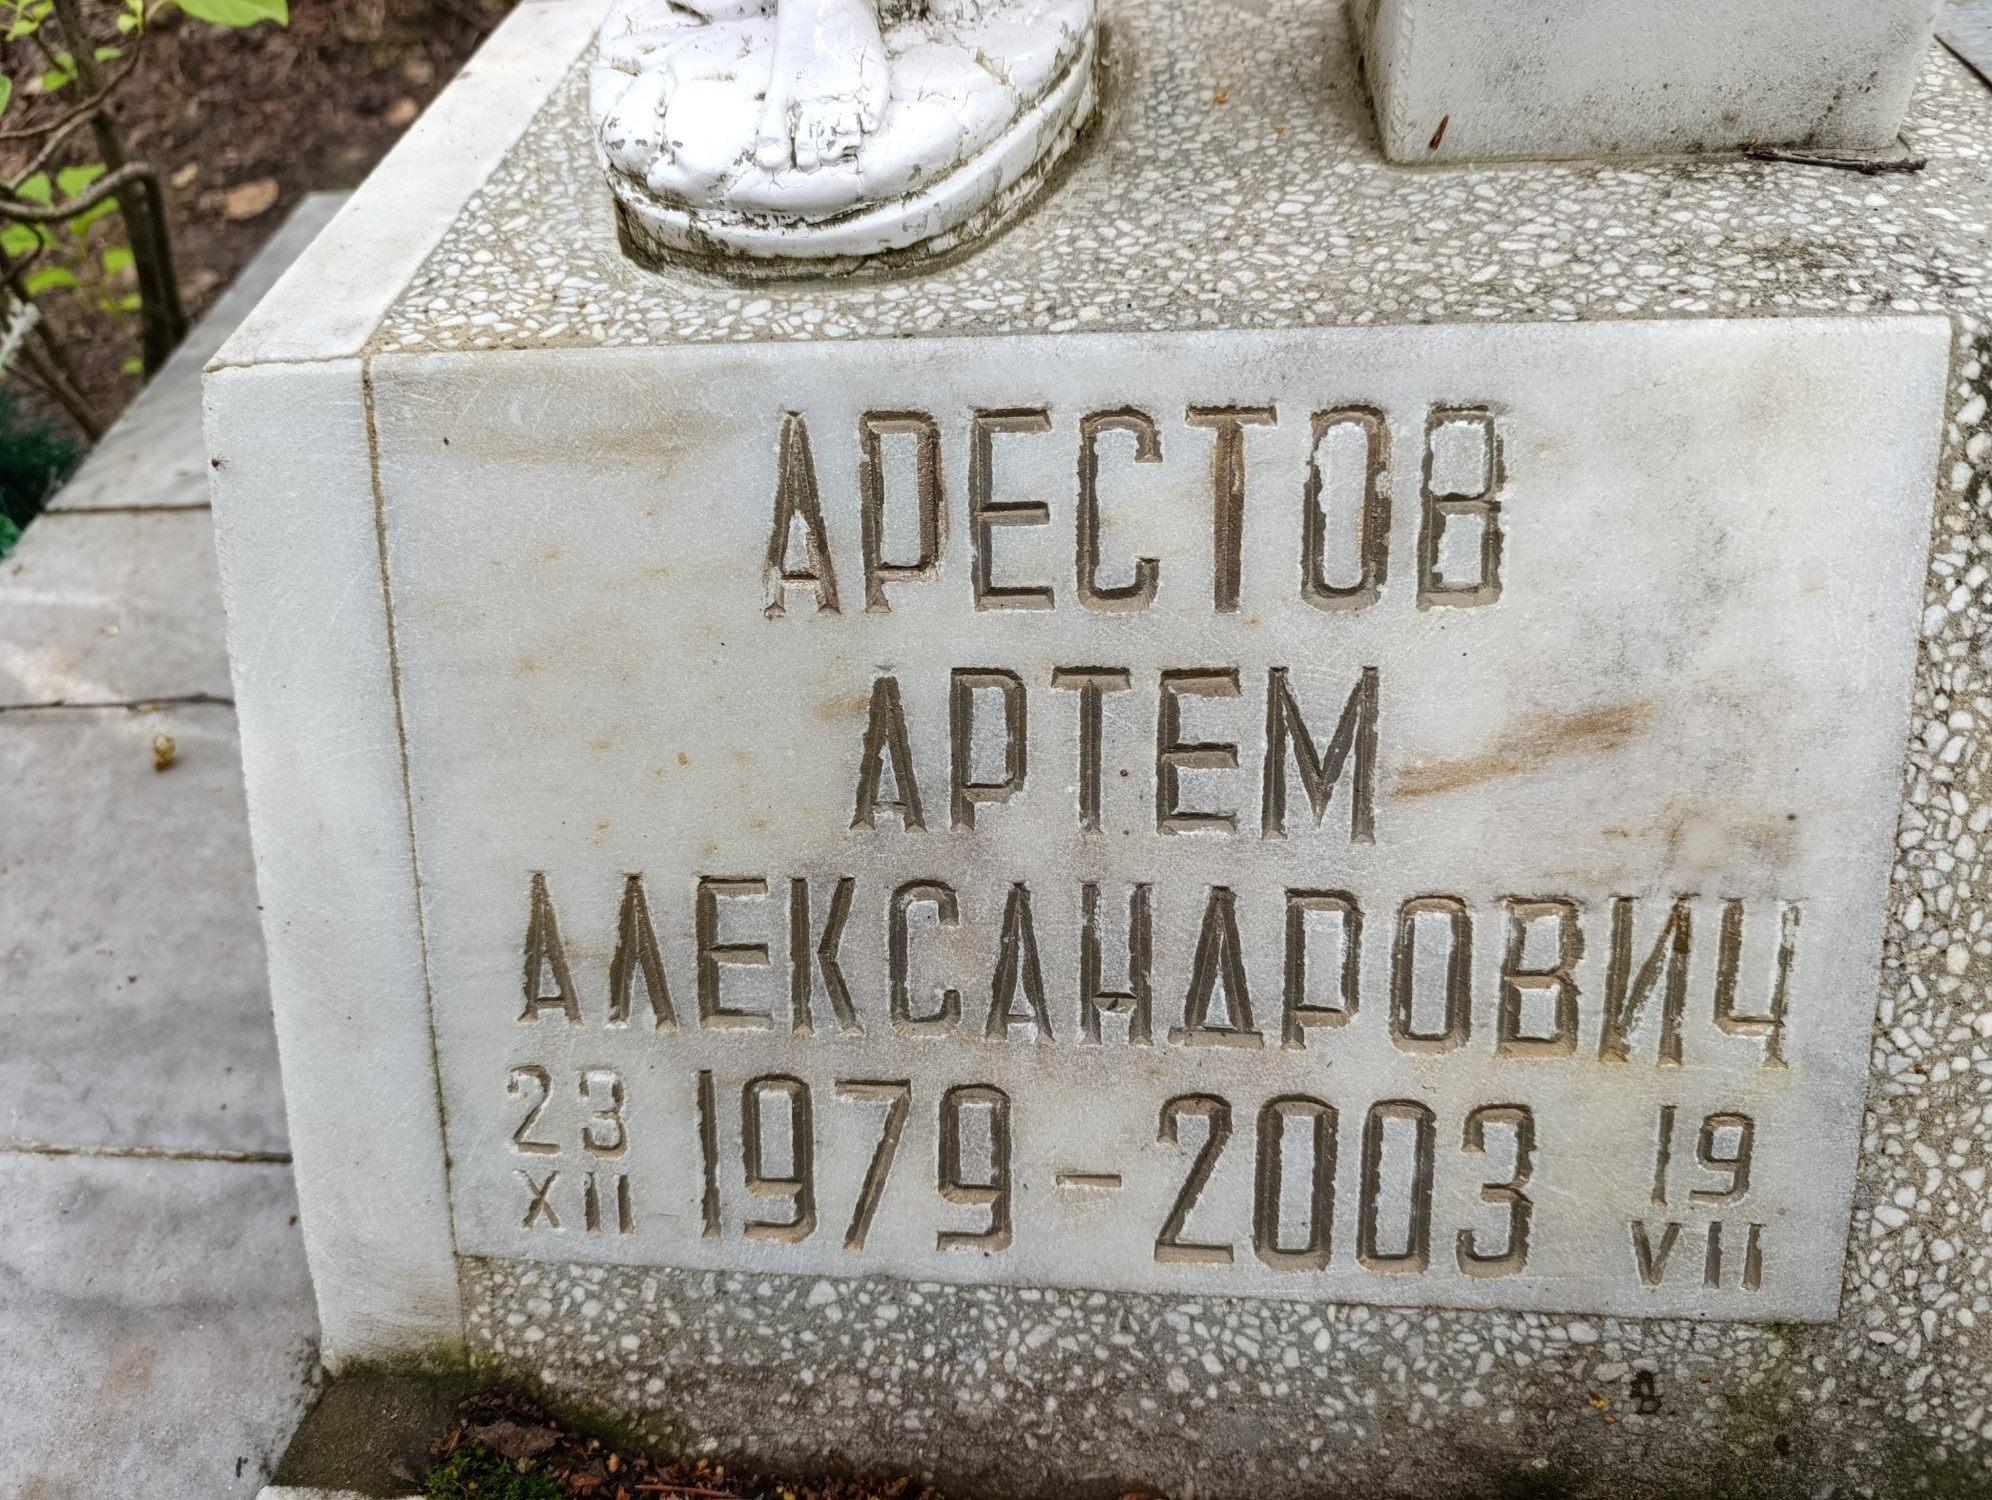 АРЕСТОВ
АРТЕМ
АЛЕКСАНДРОВИЧ
23 XII 1979 – 2003 19 VII